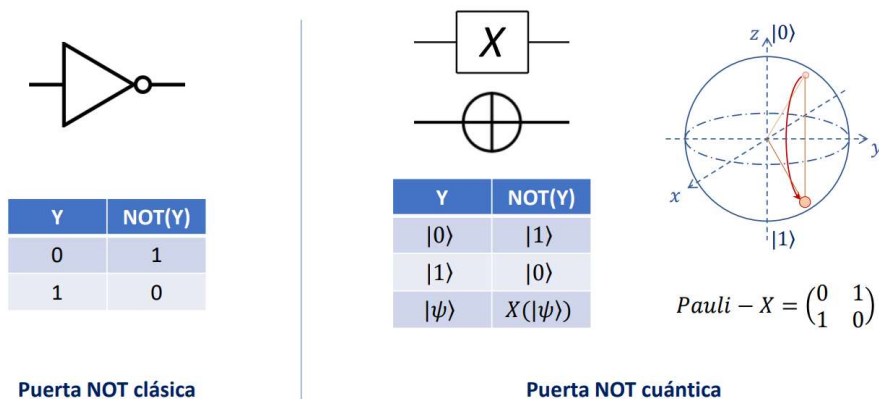 Y NOT(Y)
0 1
1 0
Puerta NOT clásica
X
Y NOT(Y)
|0⟩ |1⟩
|1⟩ |0⟩
|ψ⟩ X(|ψ⟩)
z |0⟩
y
x
|1⟩
Pauli − X = (0 1
1 0)
Puerta NOT cuántica